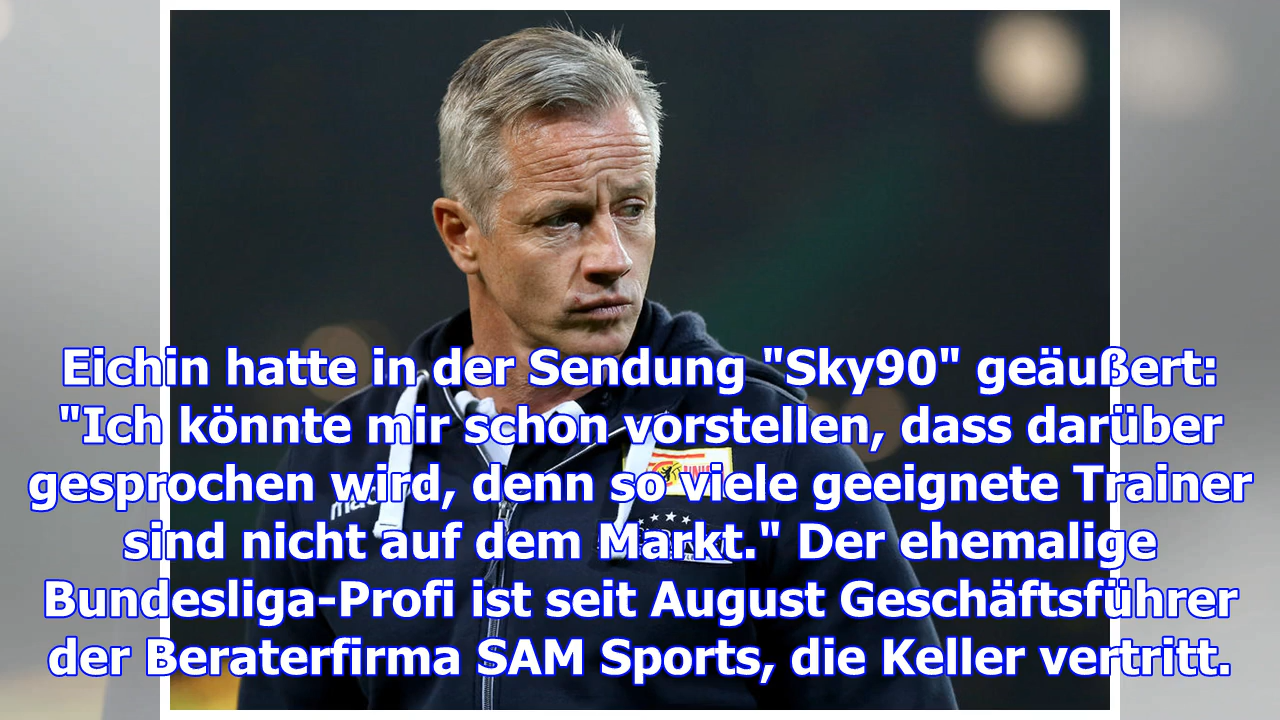 Eichin hatte in der Sendung "Sky90" geäußert:
"Ich könnte mir schon vorstellen, dass darüber
gesprochen wird, denn so viele geeignete Trainer
sind nicht auf dem Markt." Der ehemalige
Bundesliga-Profi ist seit August Geschäftsführer
der Beraterfirma SAM Sports, die Keller vertritt.